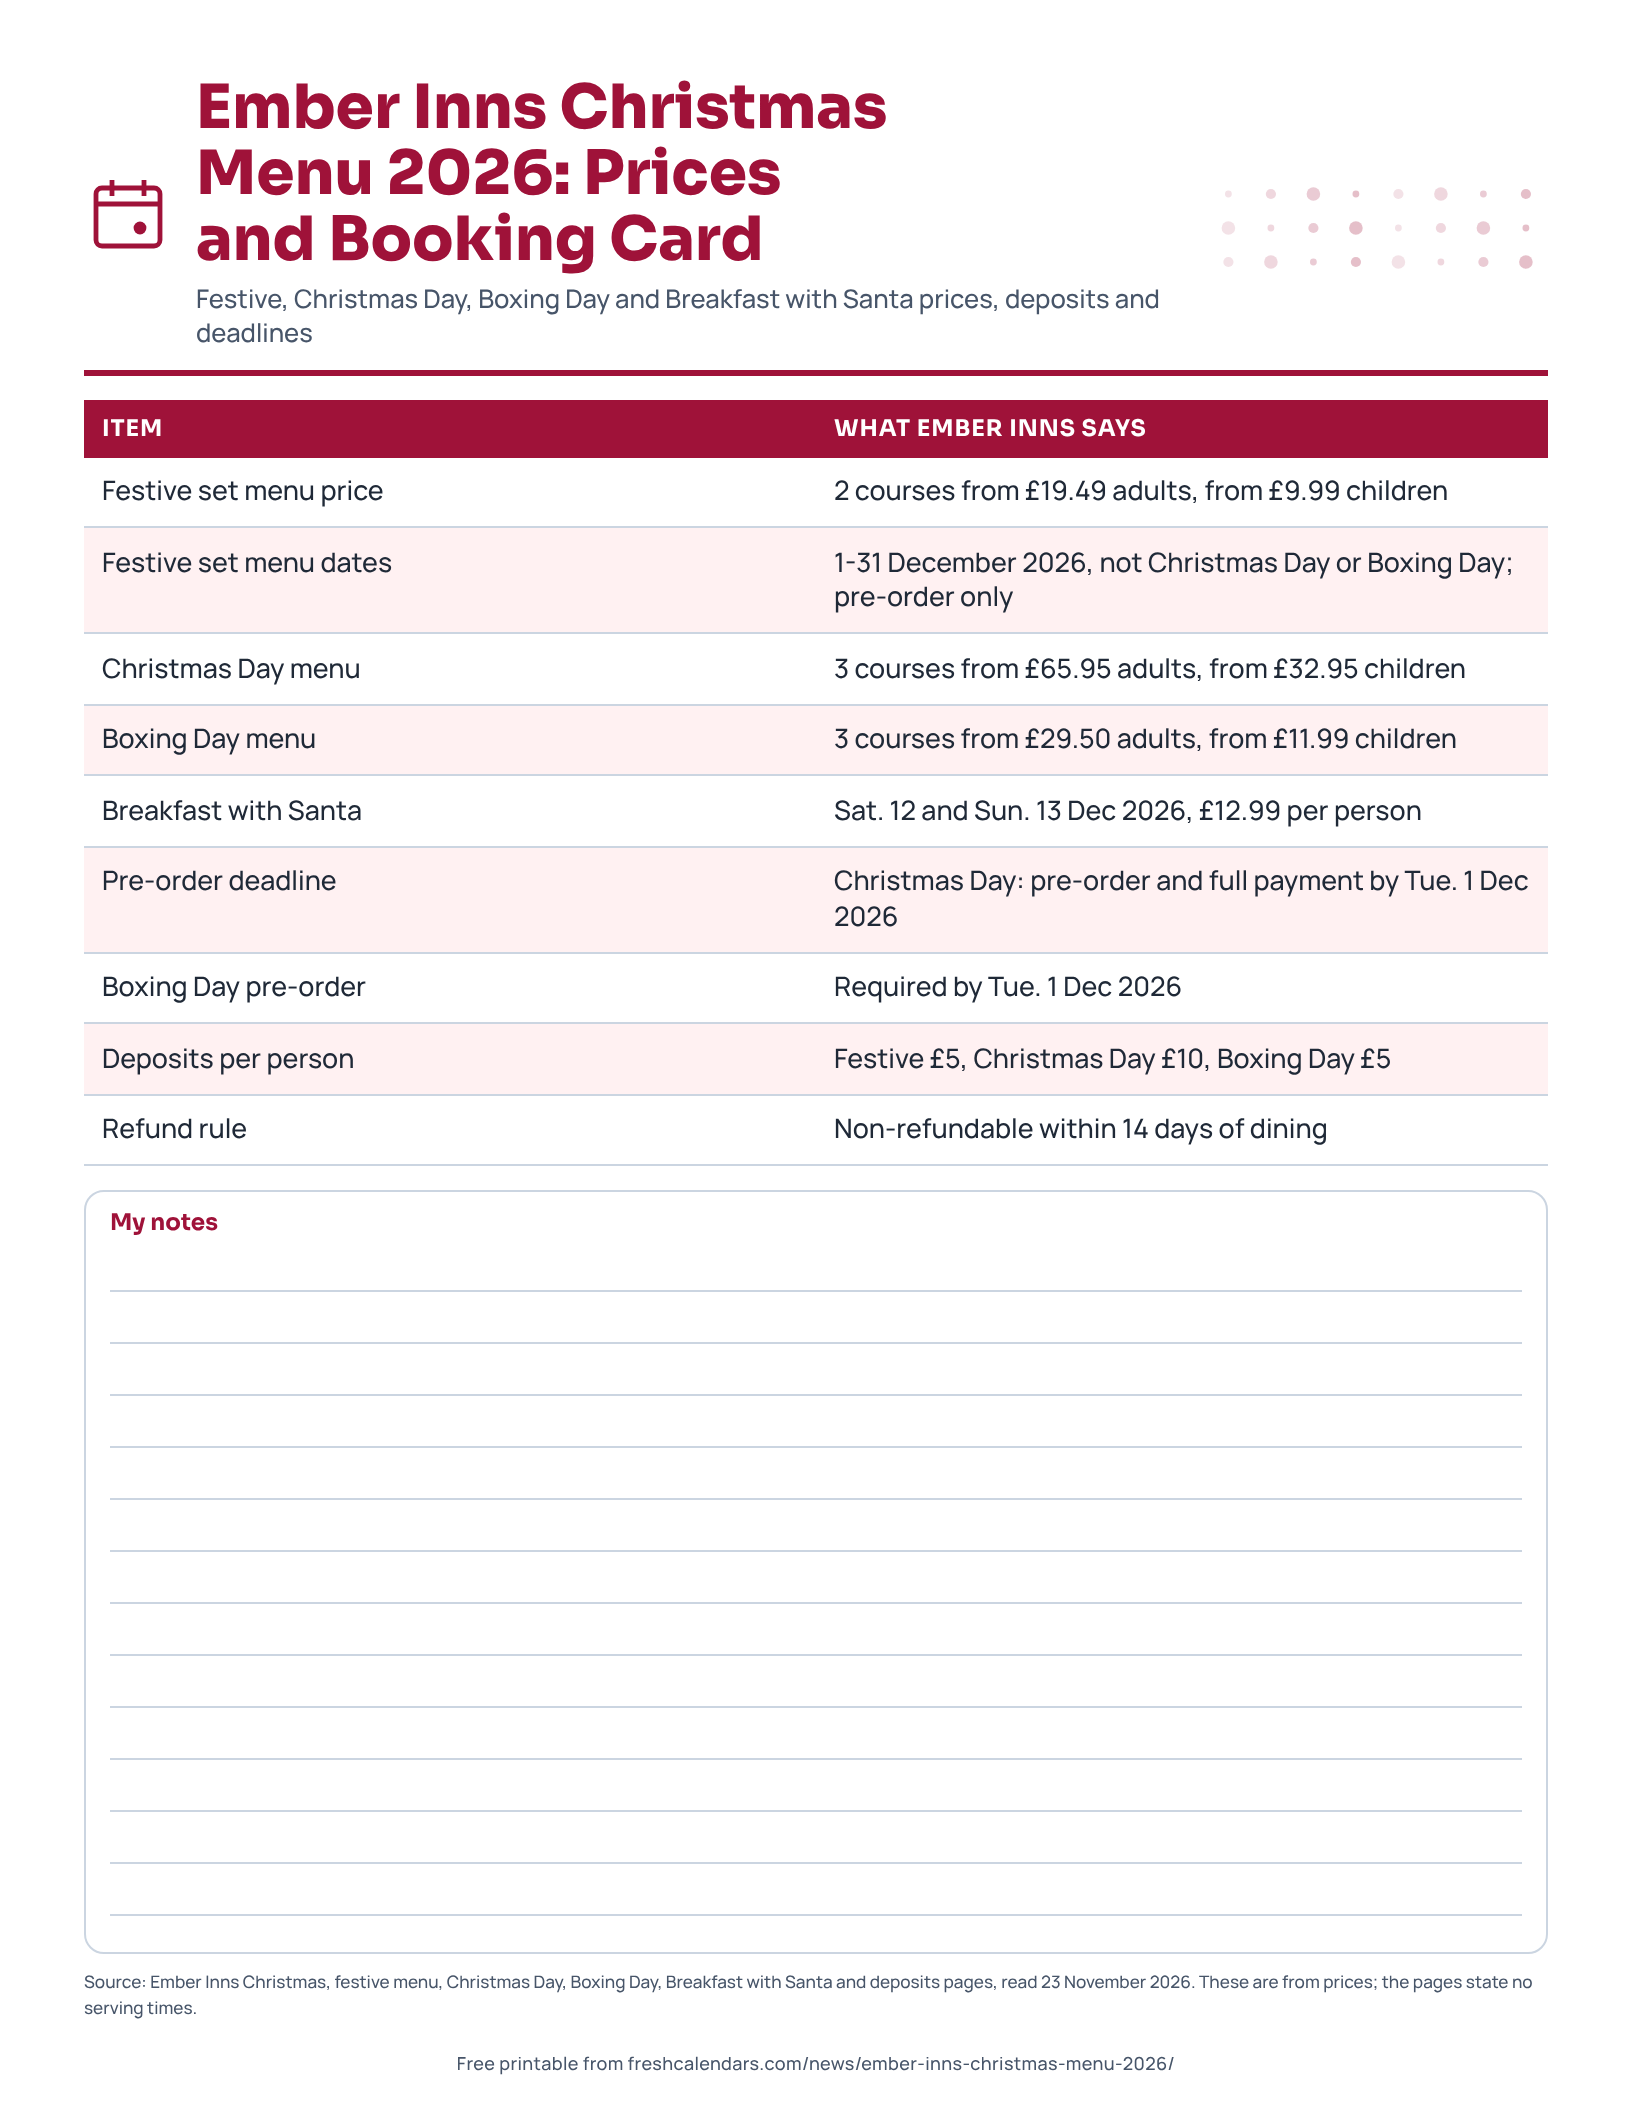 Ember Inns Christmas
Menu 2026: Prices
and Booking Card
Festive, Christmas Day, Boxing Day and Breakfast with Santa prices, deposits and
deadlines
ITEM WHAT EMBER INNS SAYS
Festive set menu price 2 courses from £19.49 adults, from £9.99 children
Festive set menu dates 1-31 December 2026, not Christmas Day or Boxing Day;
pre-order only
Christmas Day menu 3 courses from £65.95 adults, from £32.95 children
Boxing Day menu 3 courses from £29.50 adults, from £11.99 children
Breakfast with Santa Sat. 12 and Sun. 13 Dec 2026, £12.99 per person
Pre-order deadline Christmas Day: pre-order and full payment by Tue. 1 Dec
2026
Boxing Day pre-order Required by Tue. 1 Dec 2026
Deposits per person Festive £5, Christmas Day £10, Boxing Day £5
Refund rule Non-refundable within 14 days of dining
My notes
Source: Ember Inns Christmas, festive menu, Christmas Day, Boxing Day, Breakfast with Santa and deposits pages, read 23 November 2026. These are from prices; the pages state no
serving times.
Free printable from freshcalendars.com/news/ember-inns-christmas-menu-2026/